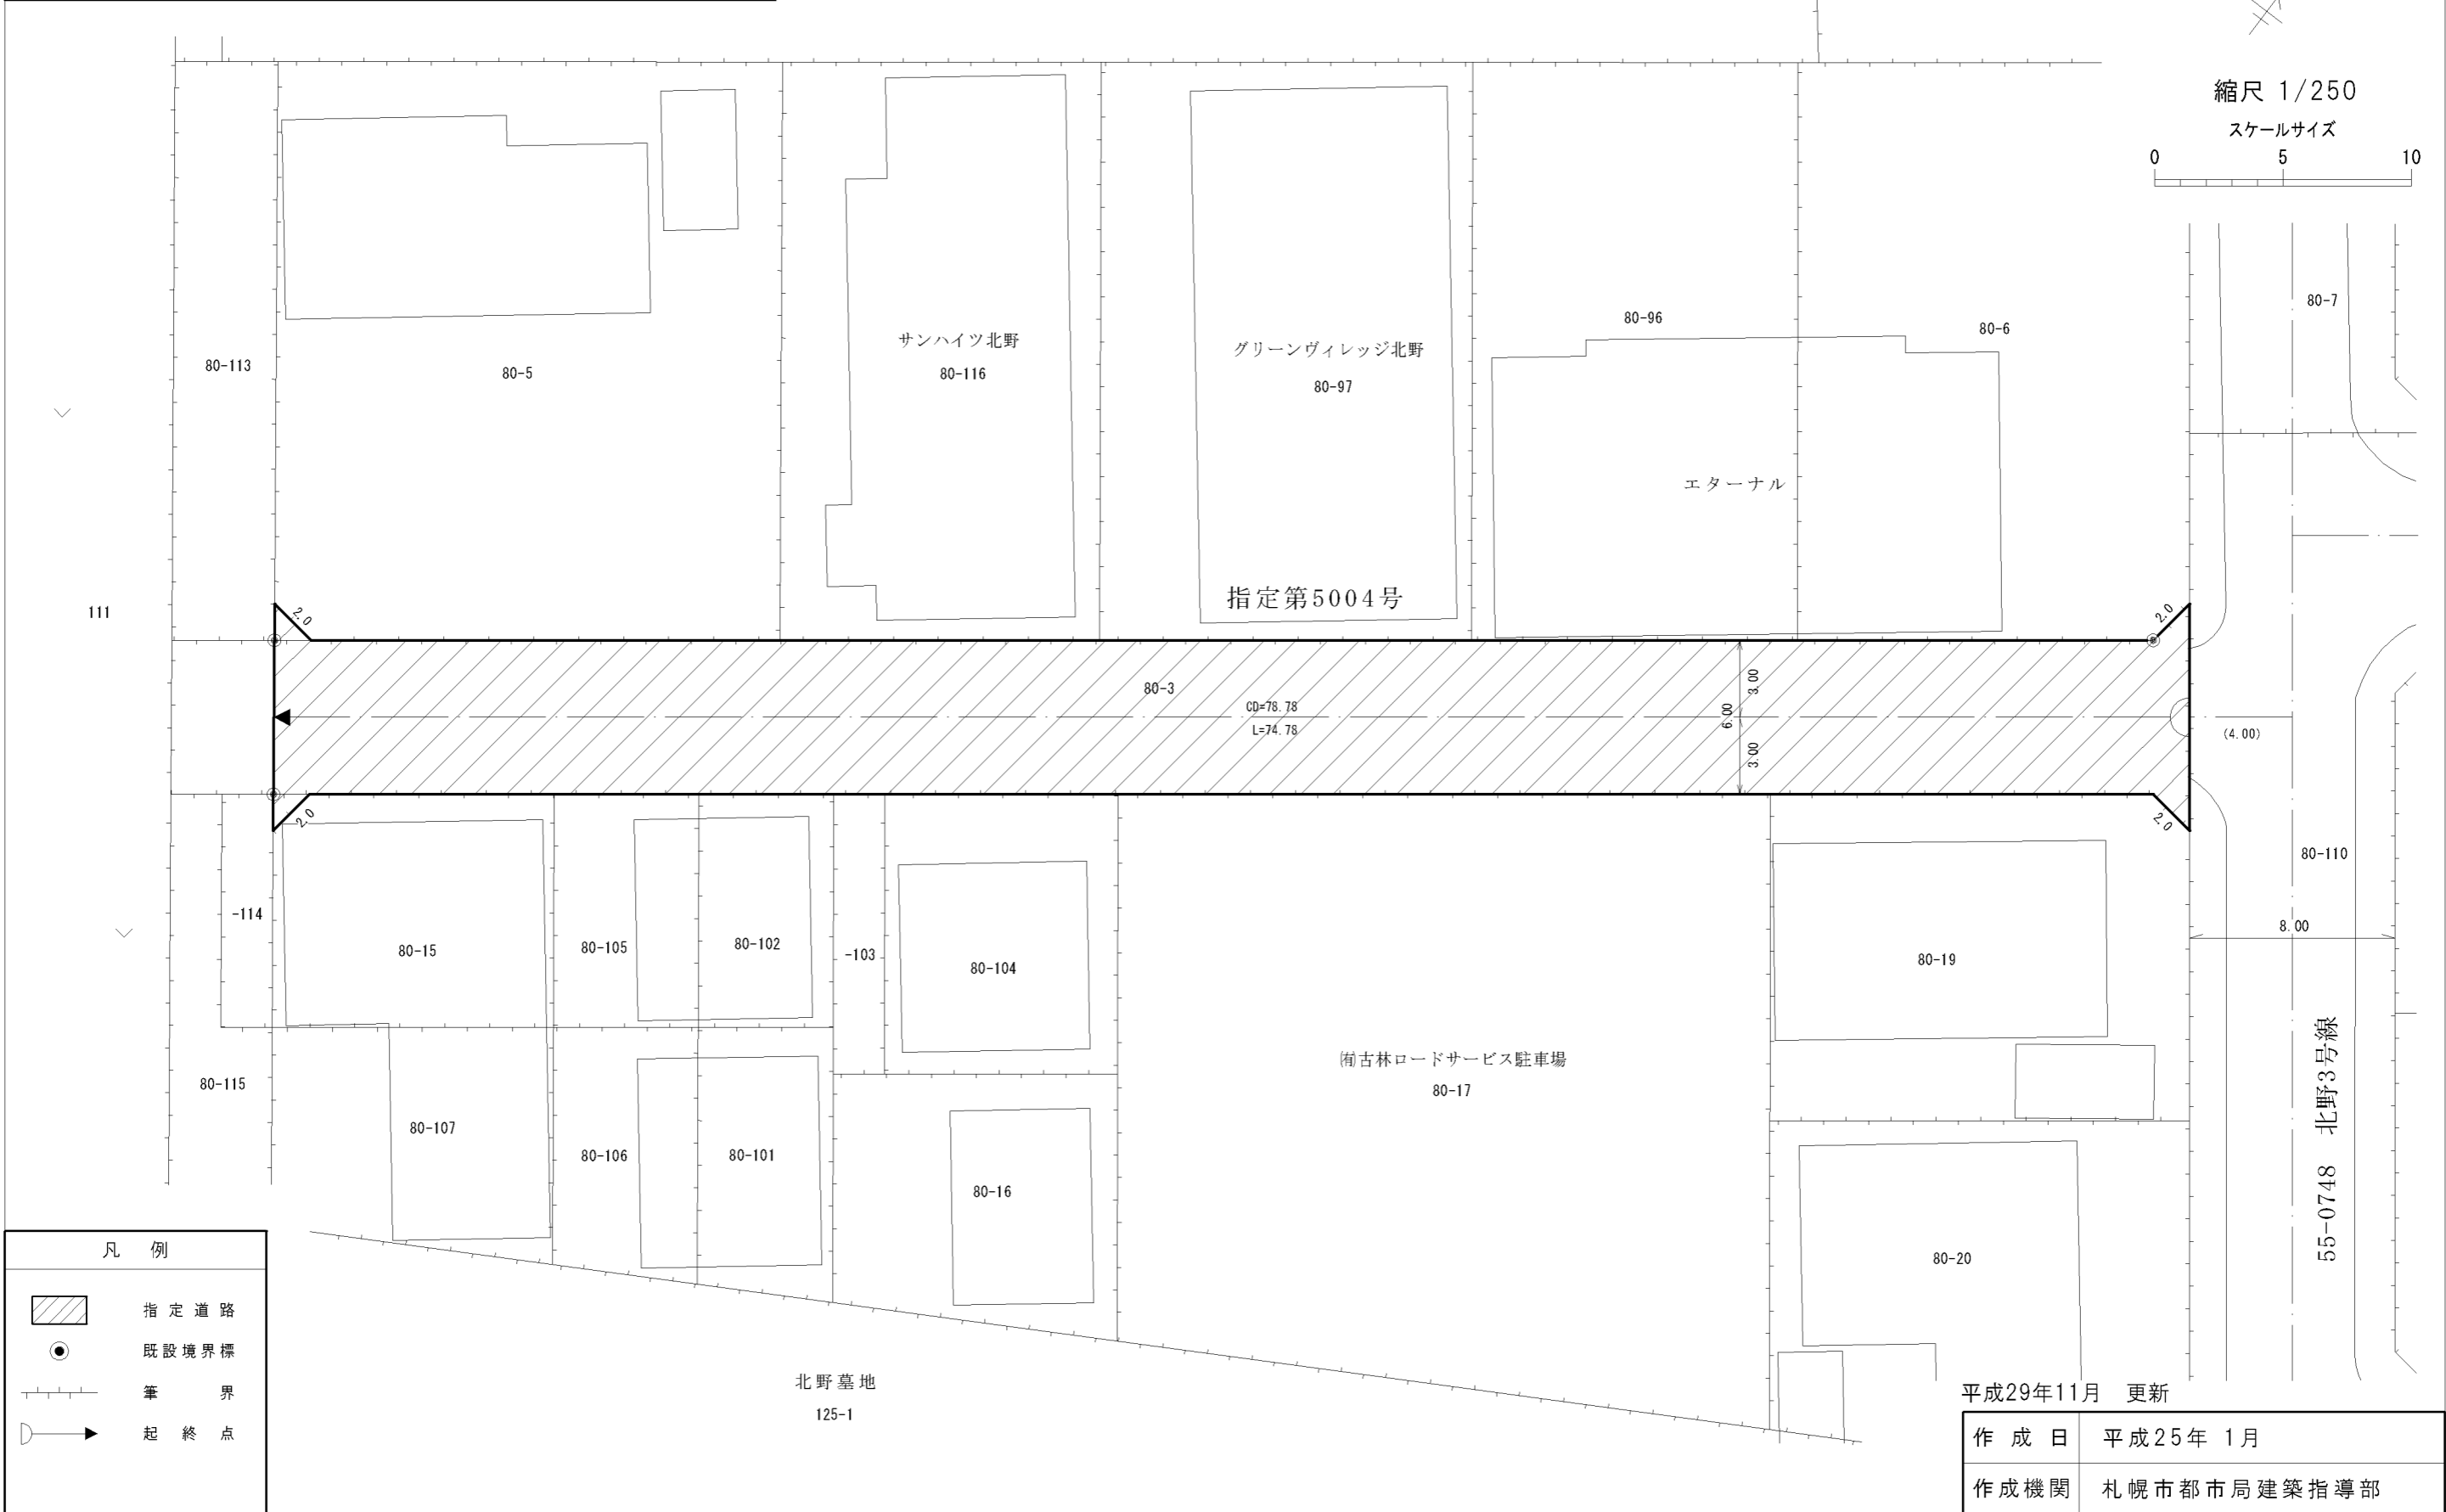 縮尺 1/250
スケールサイズ
0 5 10
80-7
80-96
80-6
サンハイツ北野
80-116
グリーンヴィレッジ北野
80-97
80-113
80-5
エターナル
指定第5004号
111
2.0
2.0
80-3
CD=78.78
L=74.78
3.00
6.00
3.00
(4.00)
2.0
2.0
80-110
8.00
-114
80-15
80-105
80-102
-103
80-104
80-19
㈲古林ロードサービス駐車場
80-17
80-115
80-107
80-106
80-101
80-16
80-20
55-0748 北野3号線
北野墓地
125-1
凡 例
指定道路
既設境界標
筆 界
起 終 点
平成29年11月 更新
作成日 平成25年 1月
作成機関 札幌市都市局建築指導部